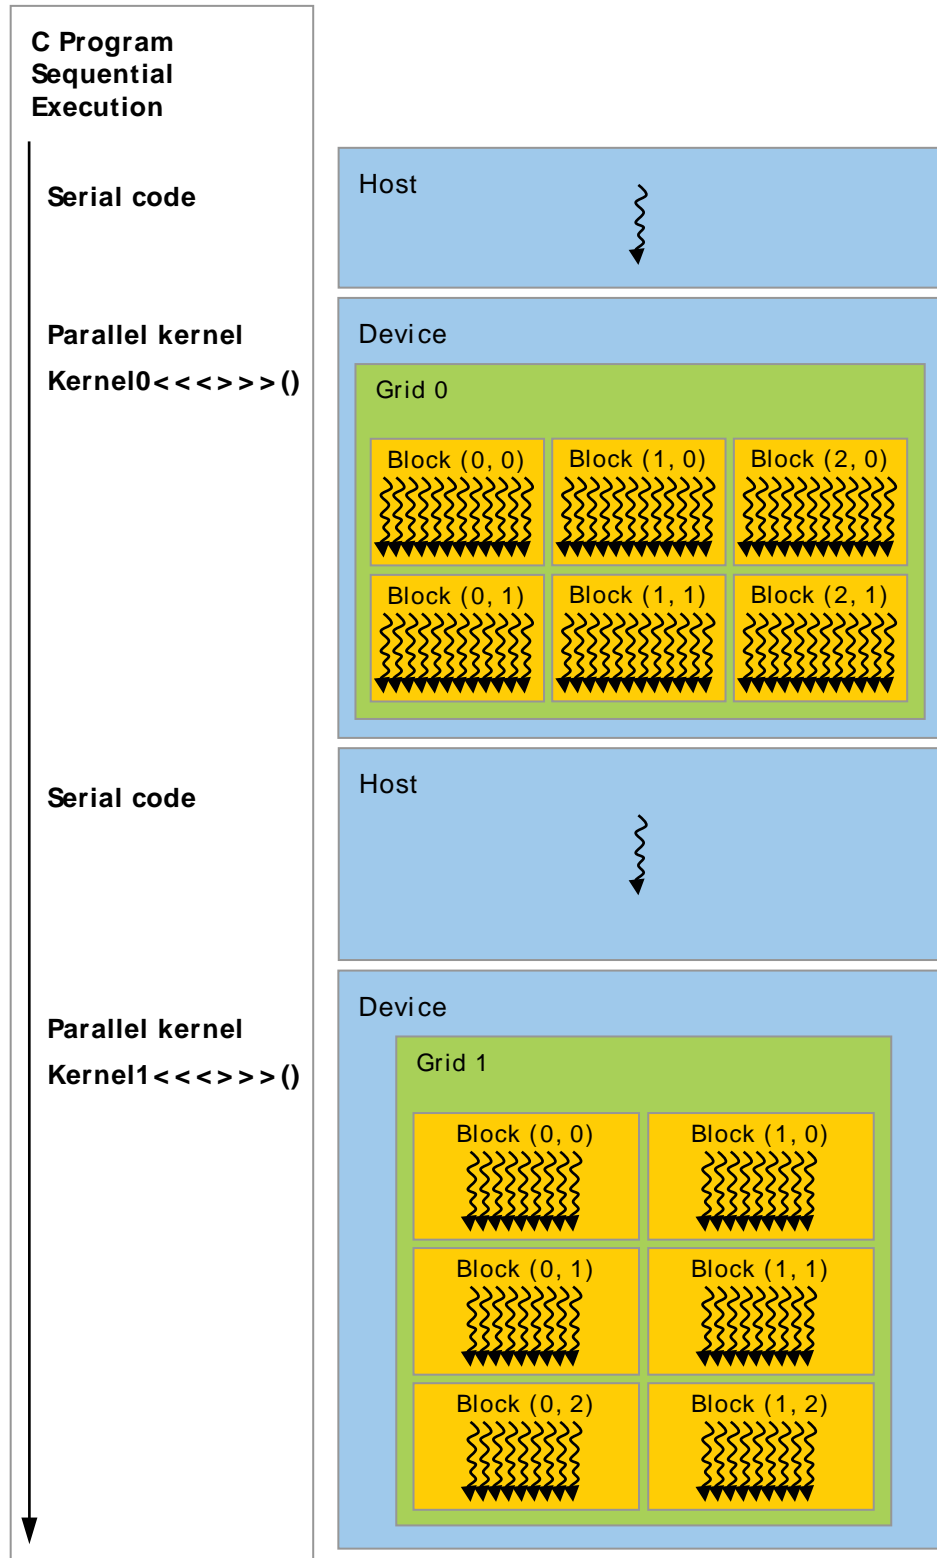 C Program
Sequential
Execution
Serial code
Host
Parallel kernel
Kernel0<<<>>>()
Device
Grid 0
Block (0, 0)
Block (1, 0)
Block (2, 0)
Block (0, 1)
Block (1, 1)
Block (2, 1)
Serial code
Host
Parallel kernel
Kernel1<<<>>>()
Device
Grid 1
Block (0, 0)
Block (1, 0)
Block (0, 1)
Block (1, 1)
Block (0, 2)
Block (1, 2)